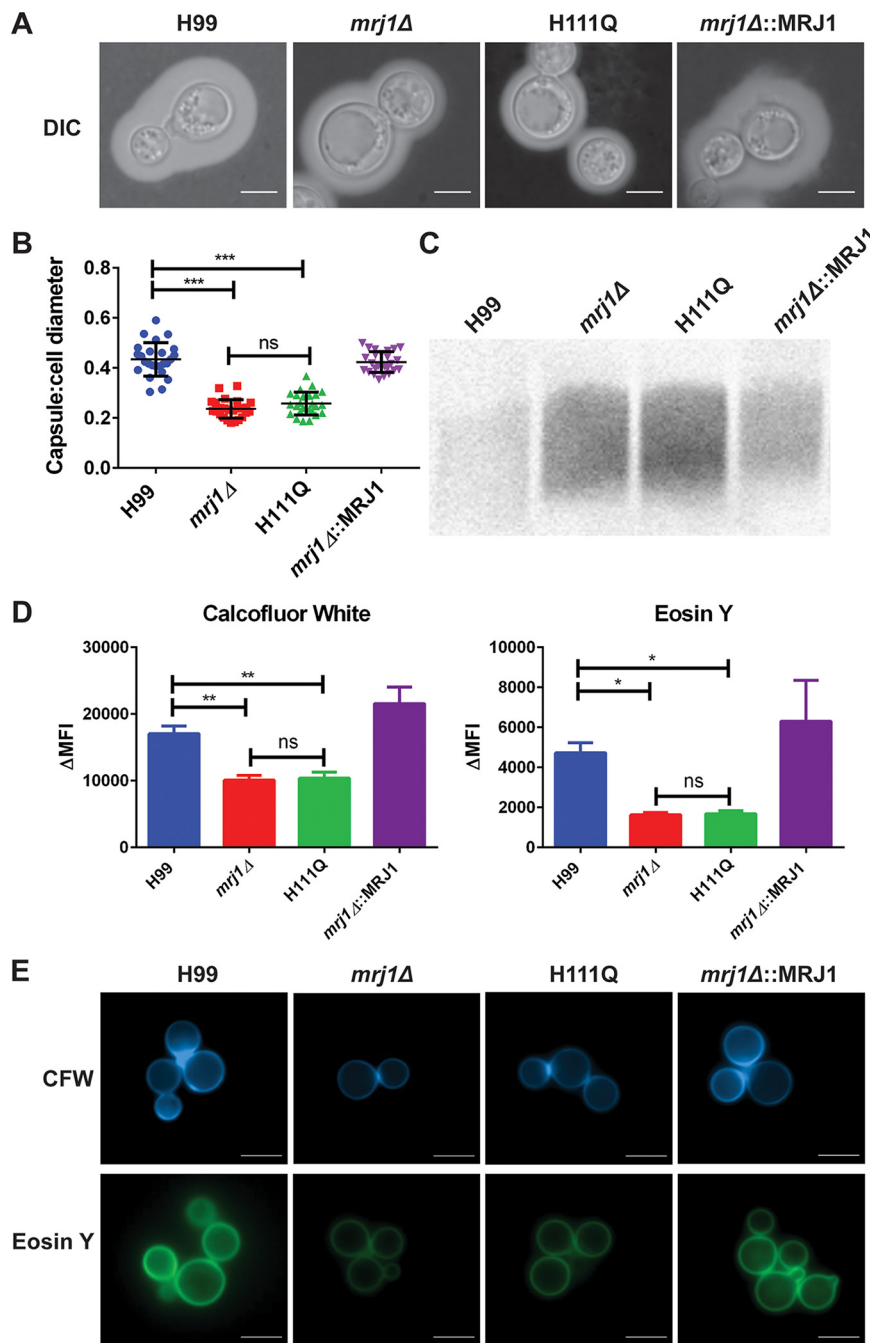 A
H99
mrj1Δ
H111Q
mrj1Δ::MRJ1
DIC
B
Capsule:cell diameter
0.8
0.6
0.4
0.2
0.0
***
***
ns
H99
mrj1Δ
H111Q
mrj1Δ::MRJ1
C
H99
mrj1Δ
H111Q
mrj1Δ::MRJ1
D
Calcofluor White
ΔMFI
30000
20000
10000
0
**
**
ns
H99
mrj1Δ
H111Q
mrj1Δ::MRJ1
Eosin Y
ΔMFI
10000
8000
6000
4000
2000
0
*
*
ns
H99
mrj1Δ
H111Q
mrj1Δ::MRJ1
E
H99
mrj1Δ
H111Q
mrj1Δ::MRJ1
CFW
Eosin Y